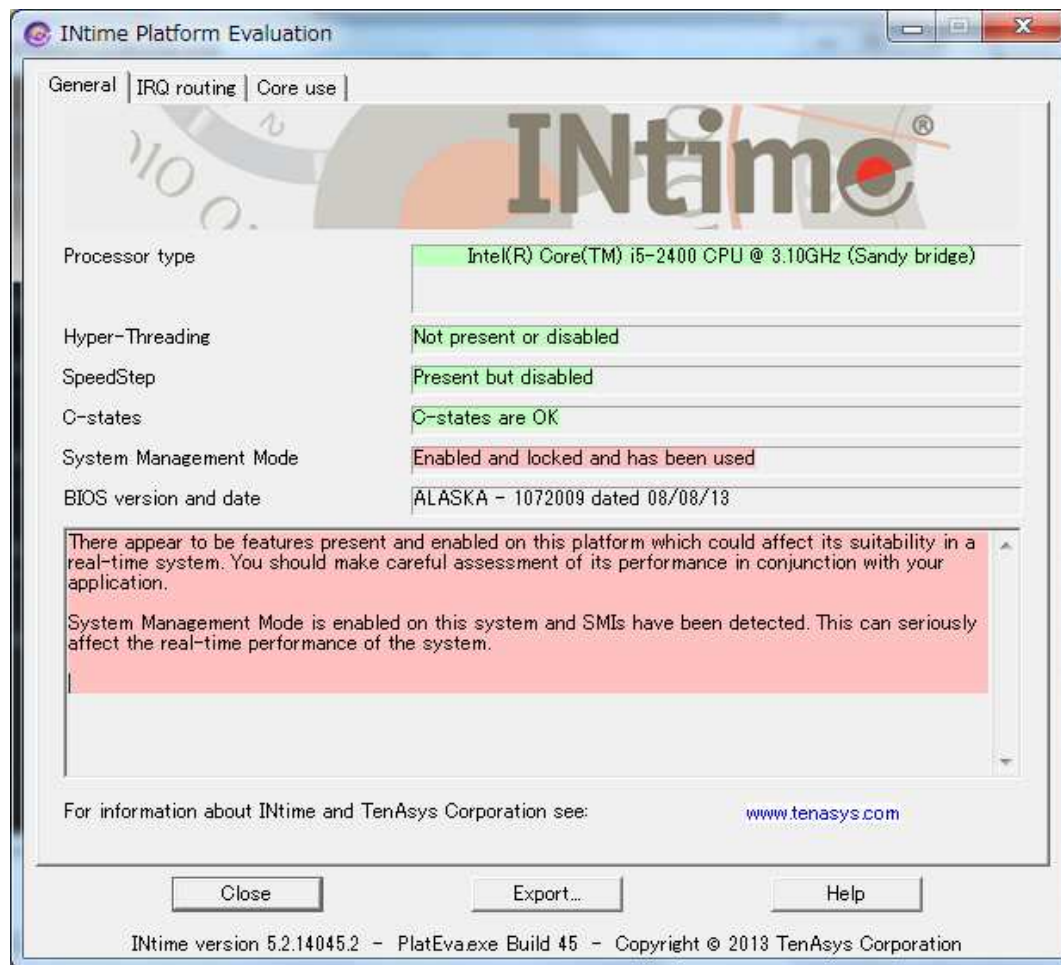 INtime Platform Evaluation
General IRQ routing Core use
INtime ®
Processor type Intel(R) Core(TM) i5-2400 CPU @ 3.10GHz (Sandy bridge)
Hyper-Threading Not present or disabled
SpeedStep Present but disabled
C-states C-states are OK
System Management Mode Enabled and locked and has been used
BIOS version and date ALASKA - 1072009 dated 08/08/13
There appear to be features present and enabled on this platform which could affect its suitability in a
real-time system. You should make careful assessment of its performance in conjunction with your
application.
System Management Mode is enabled on this system and SMIs have been detected. This can seriously
affect the real-time performance of the system.
For information about INtime and TenAsys Corporation see: www.tenasys.com
Close Export... Help
INtime version 5.2.14045.2 - PlatEva.exe Build 45 - Copyright © 2013 TenAsys Corporation